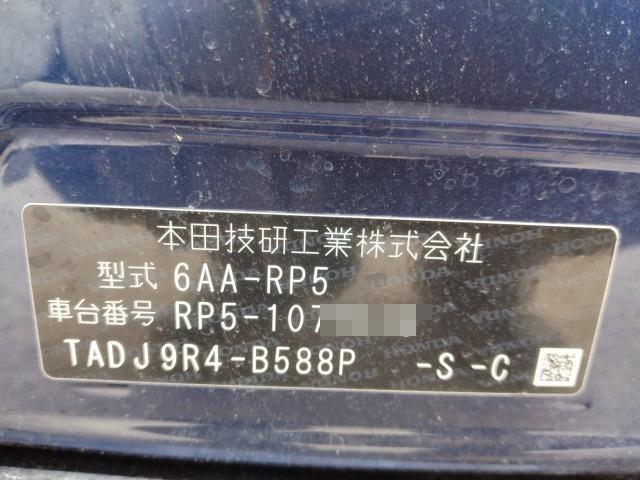 本田技研工業株式会社
型式 6AA-RP5
車台番号 RP5-107
TADJ9R4-B588P -S -C